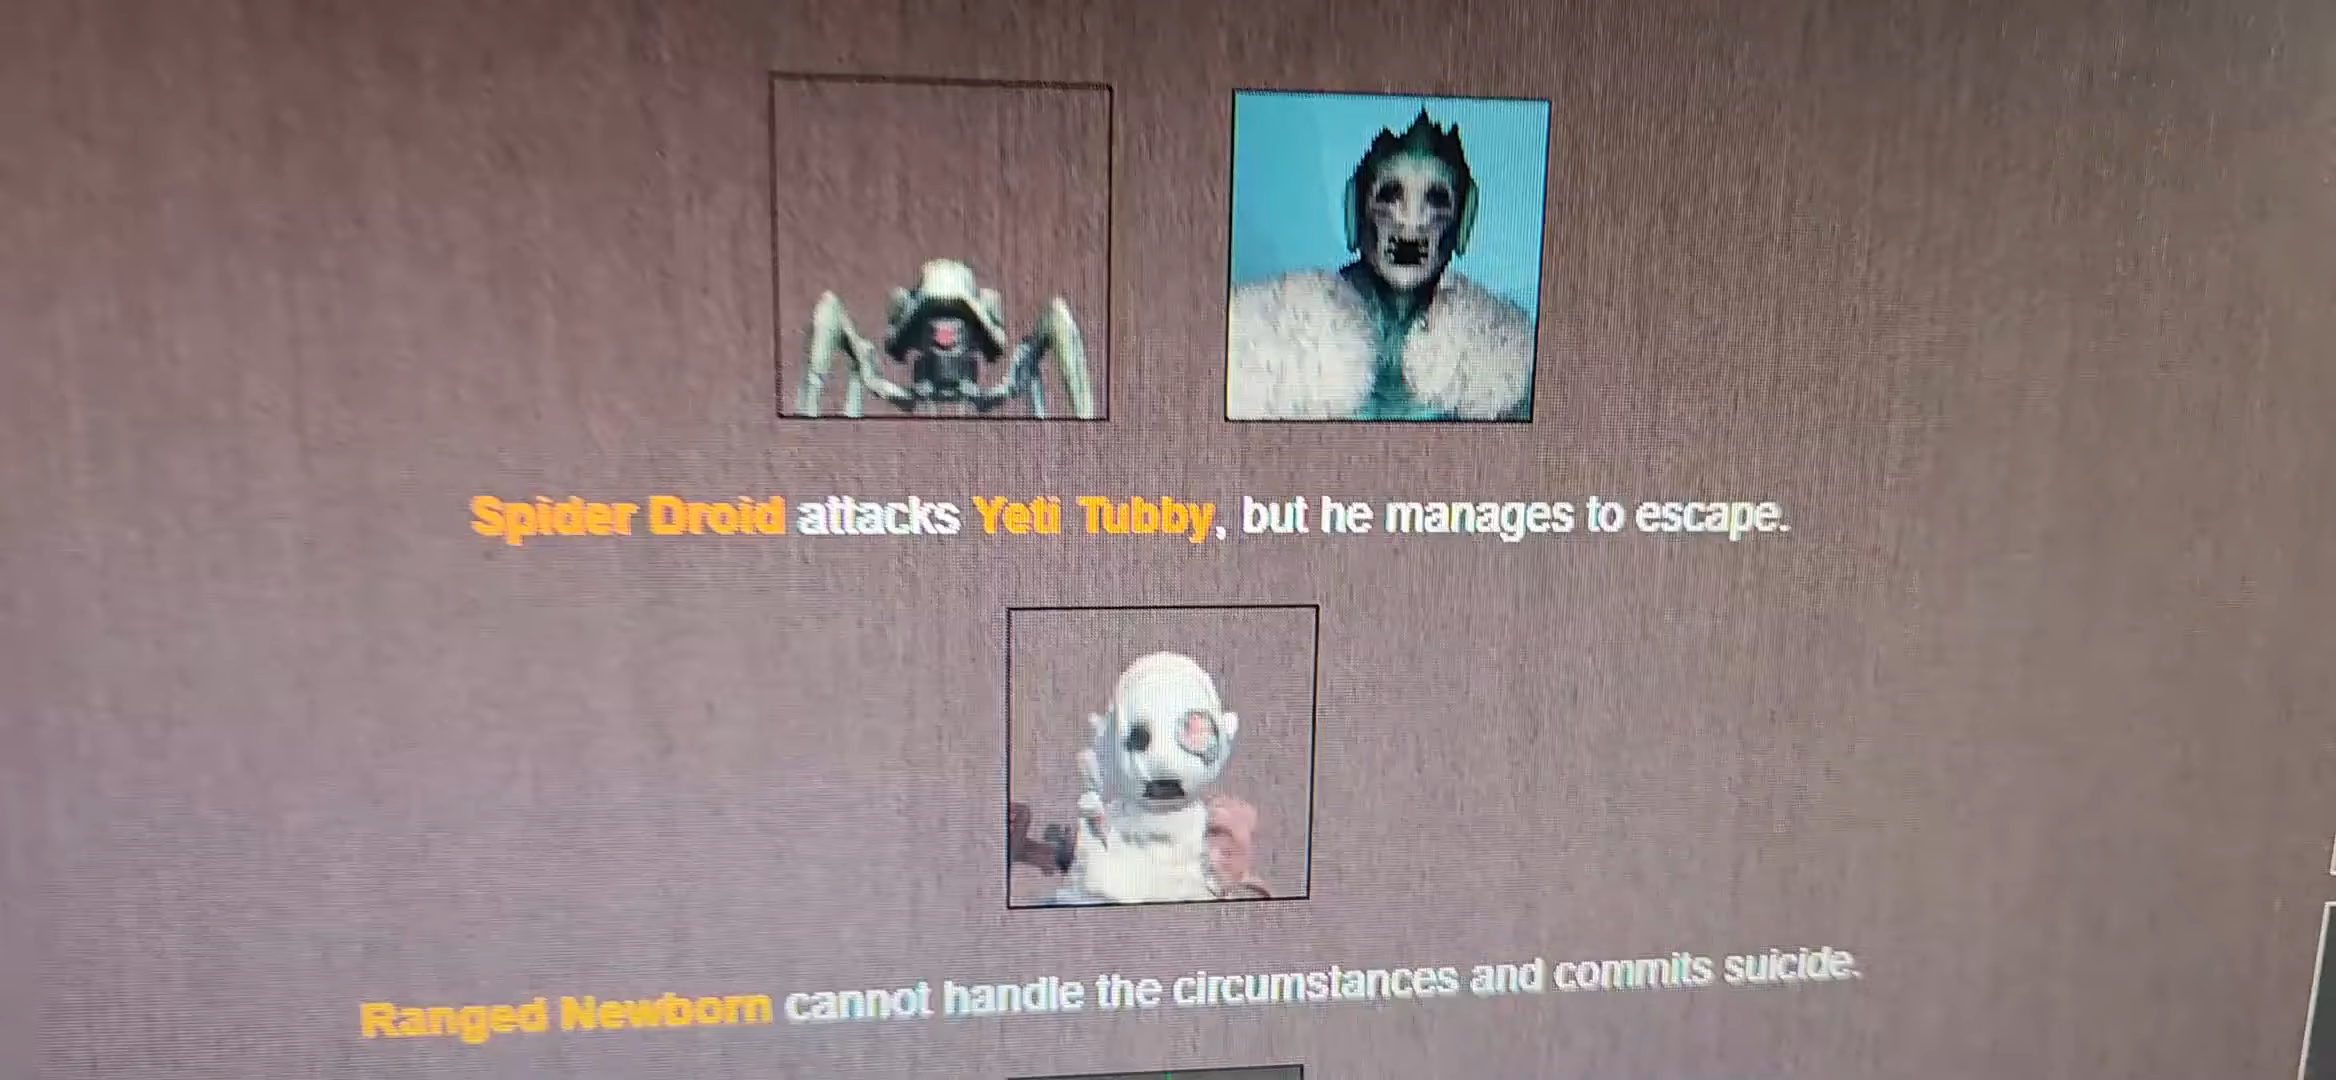 Spider Droid attacks Yeti Tubby, but he manages to escape.
Ranged Newborn cannot handle the circumstances and commits suicide.